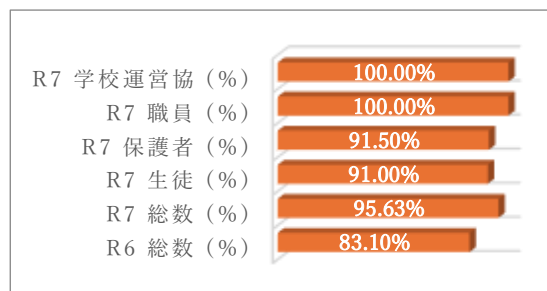 R7 学校運営協（%） 100.00%
R7 職員（%） 100.00%
R7 保護者（%） 91.50%
R7 生徒（%） 91.00%
R7 総数（%） 95.63%
R6 総数（%） 83.10%